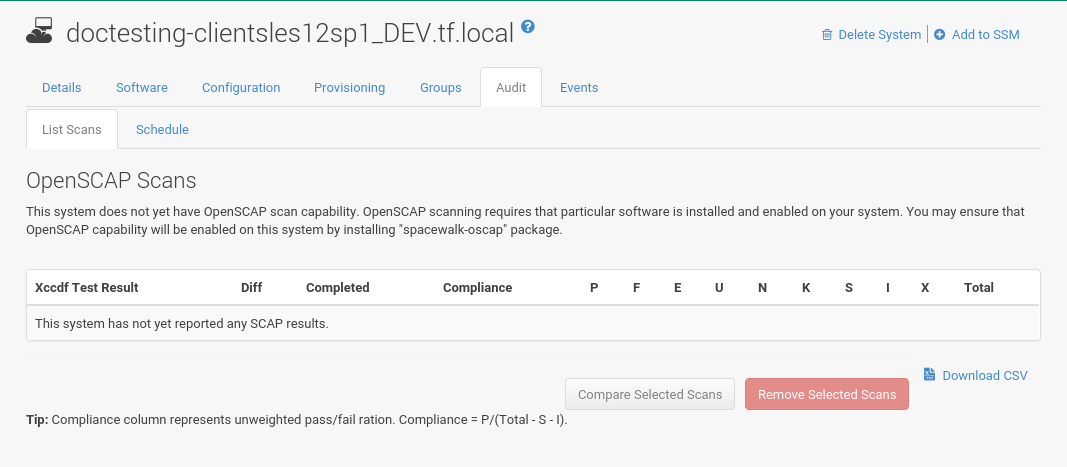 doctesting-clientsles12sp1_DEV.tf.local ?
Delete System | Add to SSM
Details Software Configuration Provisioning Groups Audit Events
List Scans Schedule
OpenSCAP Scans
This system does not yet have OpenSCAP scan capability. OpenSCAP scanning requires that particular software is installed and enabled on your system. You may ensure that
OpenSCAP capability will be enabled on this system by installing "spacewalk-oscap" package.
Xccdf Test Result Diff Completed Compliance P F E U N K S I X Total
This system has not yet reported any SCAP results.
Download CSV
Compare Selected Scans Remove Selected Scans
Tip: Compliance column represents unweighted pass/fail ration. Compliance = P/(Total - S - I).